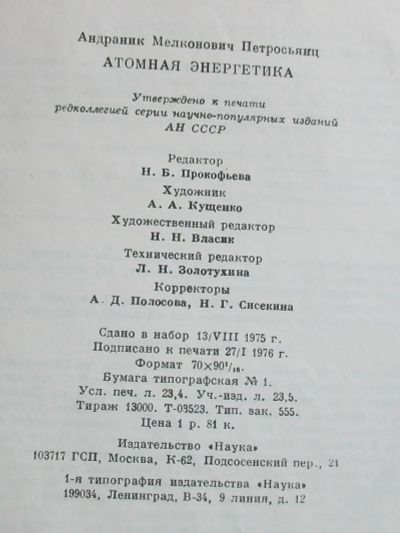 Андраник Мелконович Петросьянц
АТОМНАЯ ЭНЕРГЕТИКА
Утверждено к печати
редколлегией серии научно-популярных изданий
АН СССР
Редактор
Н. Б. Прокофьева
Художник
А. А. Кущенко
Художественный редактор
Н. Н. Власик
Технический редактор
Л. Н. Золотухина
Корректоры
А. Д. Полосова, Н. Г. Сисекина
Сдано в набор 13/VIII 1975 г.
Подписано к печати 27/I 1976 г.
Формат 70×90¹/₁₆.
Бумага типографская № 1.
Усл. печ. л. 23,4. Уч.-изд. л. 23,5.
Тираж 13000. Т-03523. Тип. зак. 555.
Цена 1 р. 81 к.
Издательство «Наука»
103717 ГСП, Москва, К-62, Подсосенский пер., 21
1-я типография издательства «Наука»
199034, Ленинград, В-34, 9 линия, д. 12